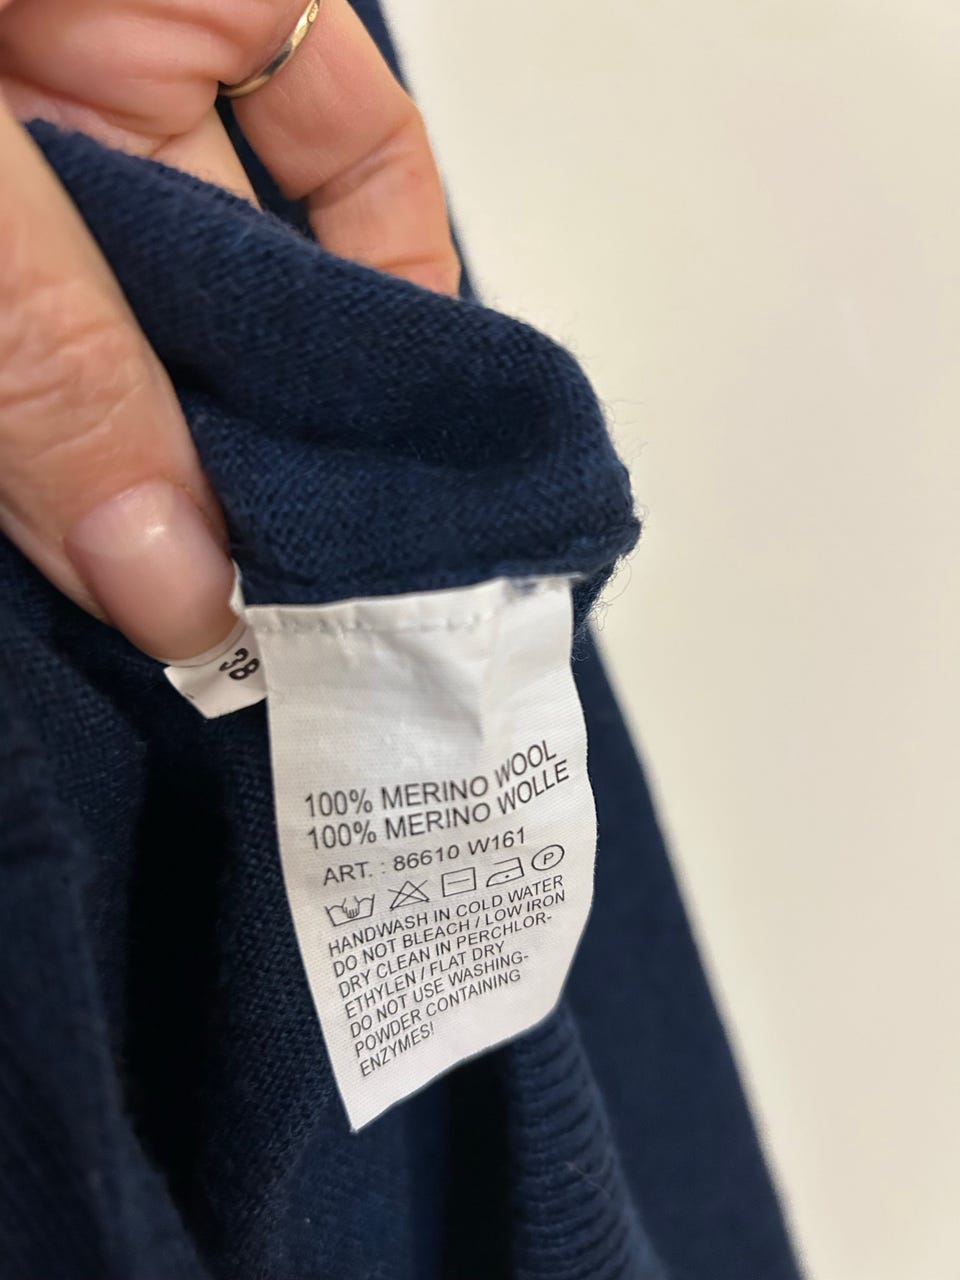 38
100% MERINO WOOL
100% MERINO WOLLE
ART. : 86610 W161
P
HANDWASH IN COLD WATER
DO NOT BLEACH / LOW IRON
DRY CLEAN IN PERCHLOR-
ETHYLEN / FLAT DRY
DO NOT USE WASHING-
POWDER CONTAINING
ENZYMES!